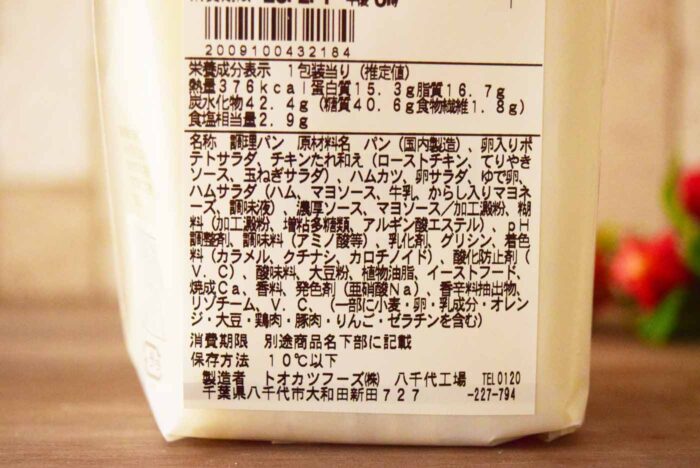 2009100432184
栄養成分表示 1包装当り (推定値)
熱量376kcal蛋白質15.3g脂質16.7g
炭水化物42.4g(糖質40.6g食物繊維1.8g)
食塩相当量2.9g
名称 調理パン 原材料名 パン(国内製造)、卵入りポ
テトサラダ、チキンたれ和え(ローストチキン、てりやき
ソース、玉ねぎサラダ)、ハムカツ、卵サラダ、ゆで卵、
ハムサラダ(ハム、マヨソース、牛乳、からし入りマヨネ
ーズ、調味液)、濃厚ソース、マヨソース/加工澱粉、糊
料(加工澱粉、増粘多糖類、アルギン酸エステル)、pH
調整剤、調味料(アミノ酸等)、乳化剤、グリシン、着色
料(カラメル、クチナシ、カロチノイド)、酸化防止剤(
V.C)、酸味料、大豆粉、植物油脂、イーストフード、
焼成Ca、香料、発色剤(亜硝酸Na)、香辛料抽出物、
リゾチーム、V.C、(一部に小麦・卵・乳成分・オレン
ジ・大豆・鶏肉・豚肉・りんご・ゼラチンを含む)
消費期限 別途商品名下部に記載
保存方法 10℃以下
製造者 トオカツフーズ(株) 八千代工場 TEL0120
千葉県八千代市大和田新田727 -227-794